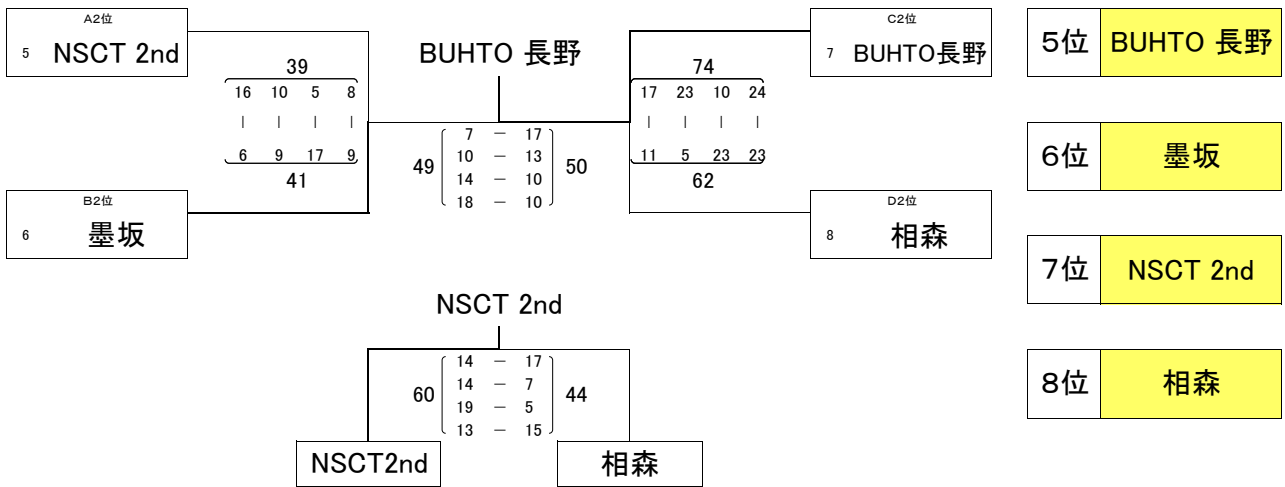 A2位
5 NSCT 2nd
39
16 10 5 8
| | | |
6 9 17 9
41
B2位
6 墨坂
BUHTO 長野
49
7 － 17
10 － 13
14 － 10
18 － 10
50
C2位
7 BUHTO長野
74
17 23 10 24
| | | |
11 5 23 23
62
D2位
8 相森
NSCT 2nd
60
14 － 17
14 － 7
19 － 5
13 － 15
44
NSCT2nd
相森
5位 BUHTO 長野
6位 墨坂
7位 NSCT 2nd
8位 相森